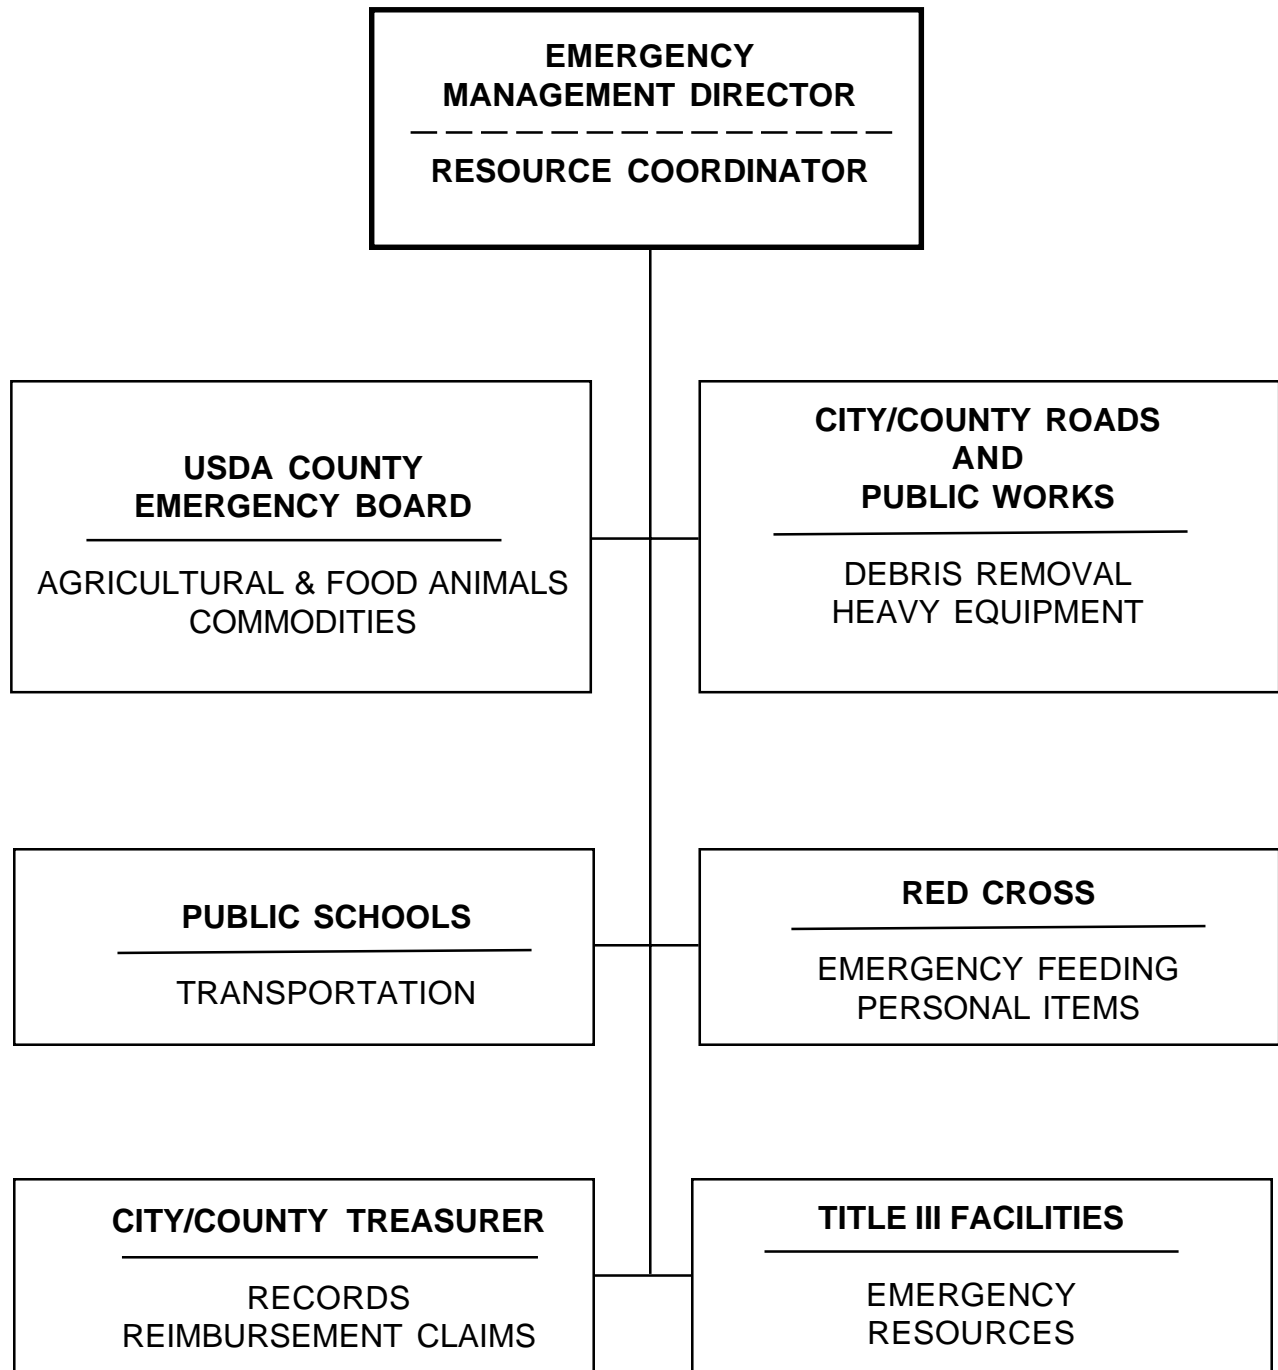 EMERGENCY
MANAGEMENT DIRECTOR
RESOURCE COORDINATOR
USDA COUNTY
EMERGENCY BOARD
AGRICULTURAL & FOOD ANIMALS
COMMODITIES
CITY/COUNTY ROADS
AND
PUBLIC WORKS
DEBRIS REMOVAL
HEAVY EQUIPMENT
PUBLIC SCHOOLS
TRANSPORTATION
RED CROSS
EMERGENCY FEEDING
PERSONAL ITEMS
CITY/COUNTY TREASURER
RECORDS
REIMBURSEMENT CLAIMS
TITLE III FACILITIES
EMERGENCY
RESOURCES